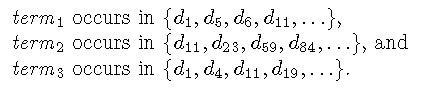 term₁ occurs in {d₁, d₅, d₆, d₁₁, ...},
term₂ occurs in {d₁₁, d₂₃, d₅₉, d₈₄, ...}, and
term₃ occurs in {d₁, d₄, d₁₁, d₁₉, ...}.